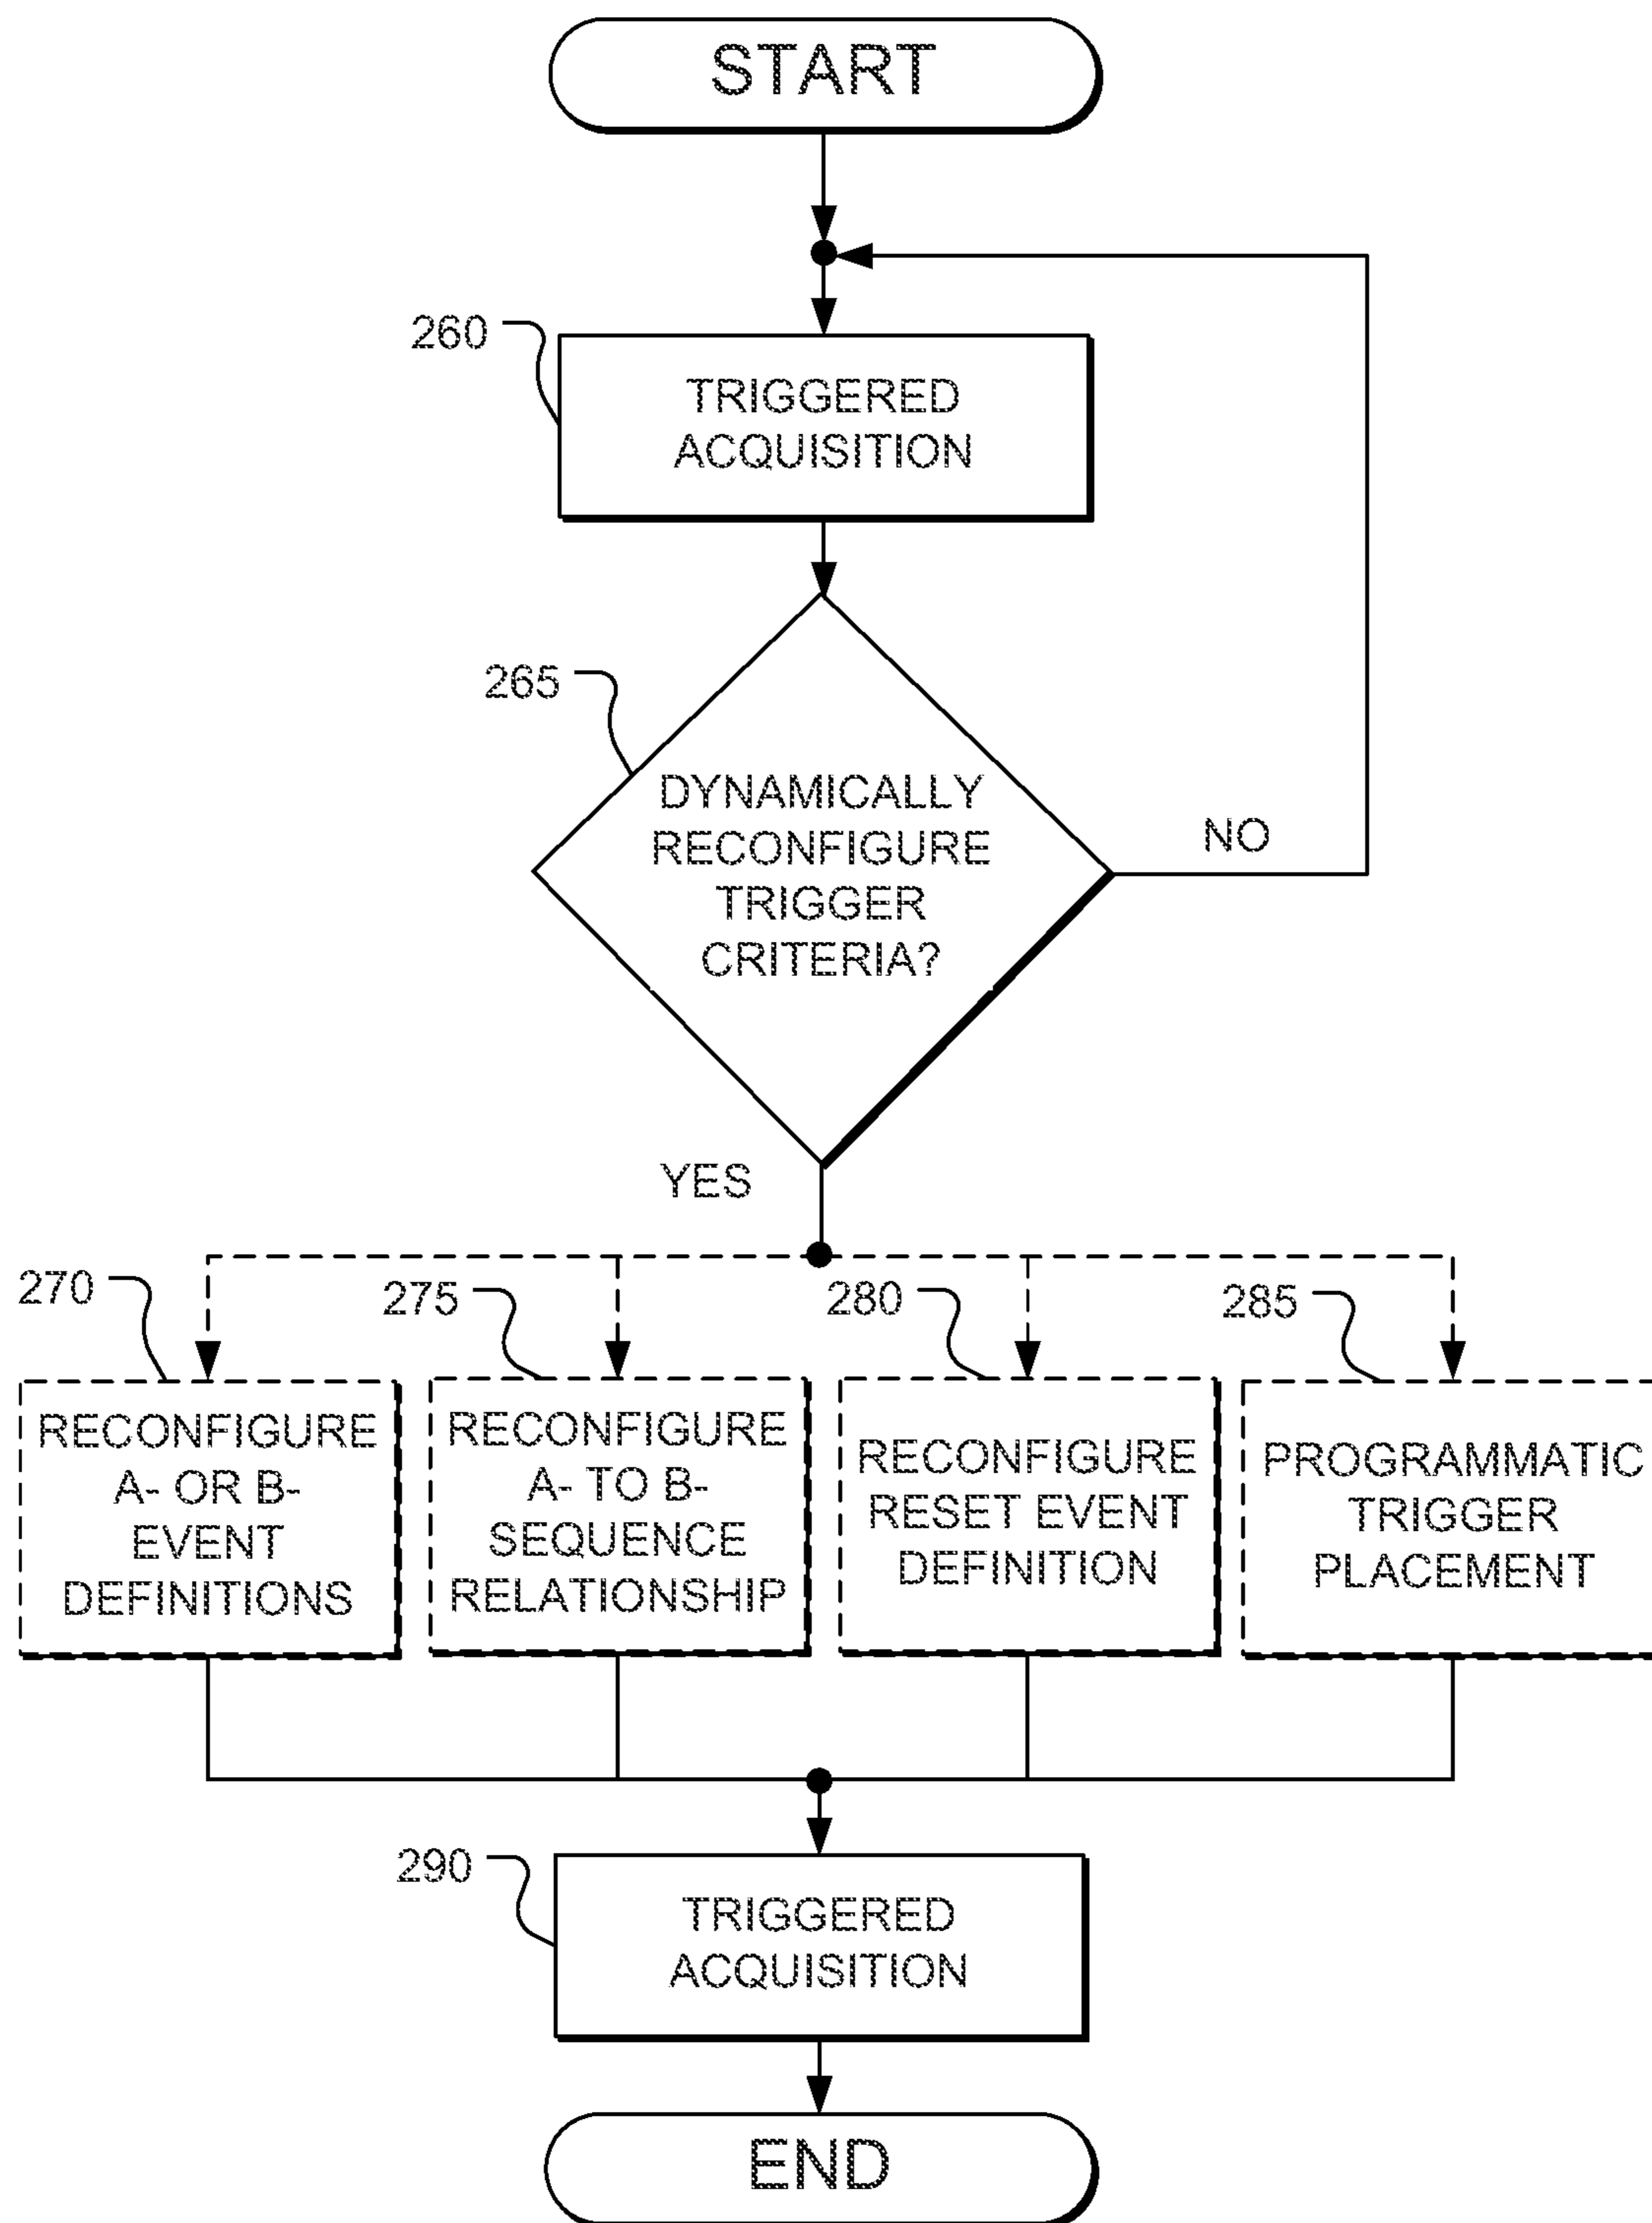 START
260
TRIGGERED
ACQUISITION
265
DYNAMICALLY
RECONFIGURE
TRIGGER
CRITERIA?
NO
YES
270
RECONFIGURE
A- OR B-
EVENT
DEFINITIONS
275
RECONFIGURE
A- TO B-
SEQUENCE
RELATIONSHIP
280
RECONFIGURE
RESET EVENT
DEFINITION
285
PROGRAMMATIC
TRIGGER
PLACEMENT
290
TRIGGERED
ACQUISITION
END